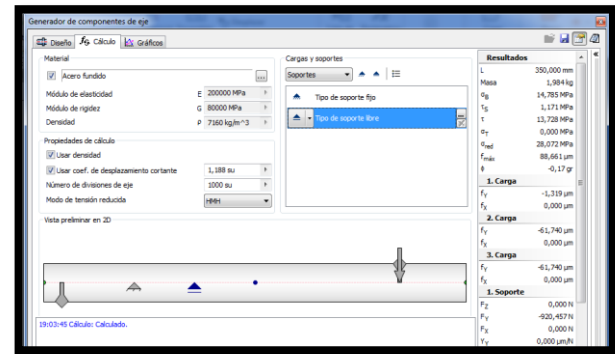 Generador de componentes de eje
Diseño Cálculo Gráficos
Material
Acero fundido
Módulo de elasticidad E 200000 MPa
Módulo de rigidez G 80000 MPa
Densidad ρ 7160 kg/m^3
Propiedades de cálculo
Usar densidad
Usar coef. de desplazamiento cortante 1,188 su
Número de divisiones de eje 1000 su
Modo de tensión reducida HMH
Vista preliminar en 2D
Cargas y soportes
Soportes
Tipo de soporte fijo
Tipo de soporte libre
19:03:45 Cálculo: Calculado.
Resultados
L 350,000 mm
Masa 1,984 kg
σB 14,785 MPa
τS 1,171 MPa
τ 13,728 MPa
σT 0,000 MPa
σred 28,072 MPa
fmáx 88,661 μm
ϕ -0,17 gr
1. Carga
fY -1,319 μm
fX 0,000 μm
2. Carga
fY -61,740 μm
fX 0,000 μm
3. Carga
fY -61,740 μm
fX 0,000 μm
1. Soporte
FZ 0,000 N
FY -920,457 N
FX 0,000 N
YY 0,000 μm/N